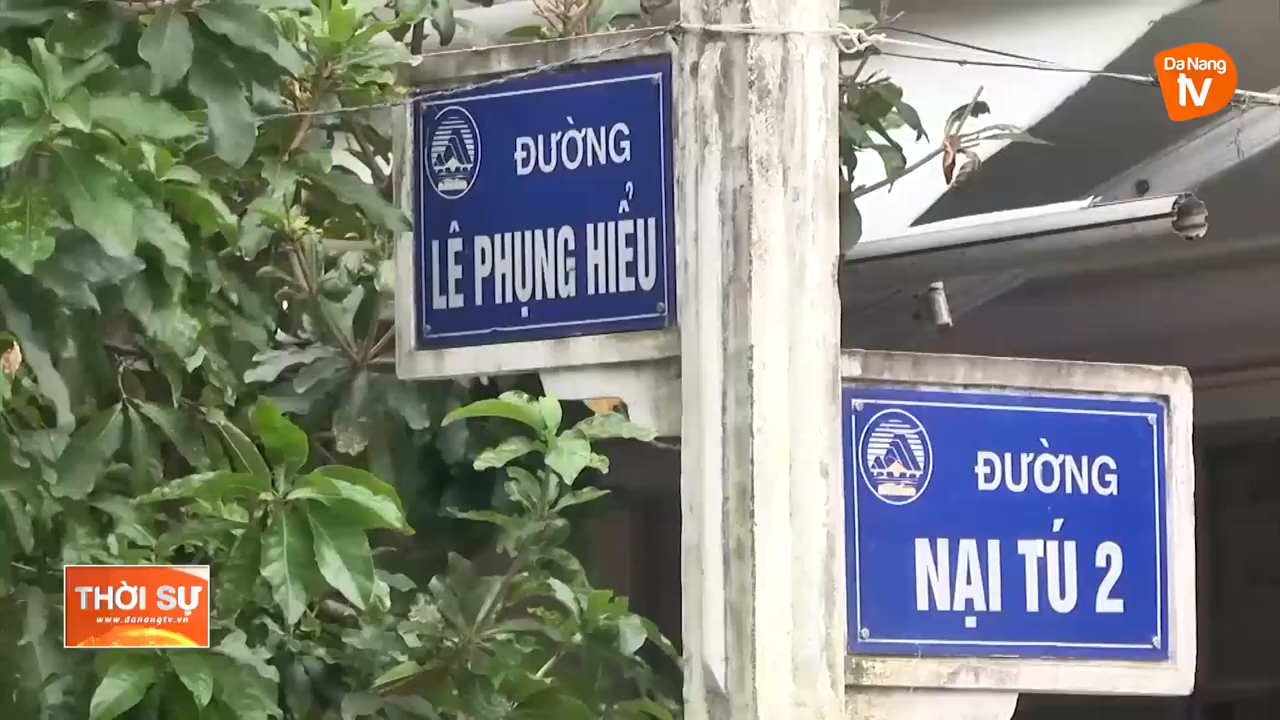 Da Nang
tv
ĐƯỜNG
LÊ PHỤNG HIỂU
ĐƯỜNG
NẠI TÚ 2
THỜI SỰ
www.danangtv.vn